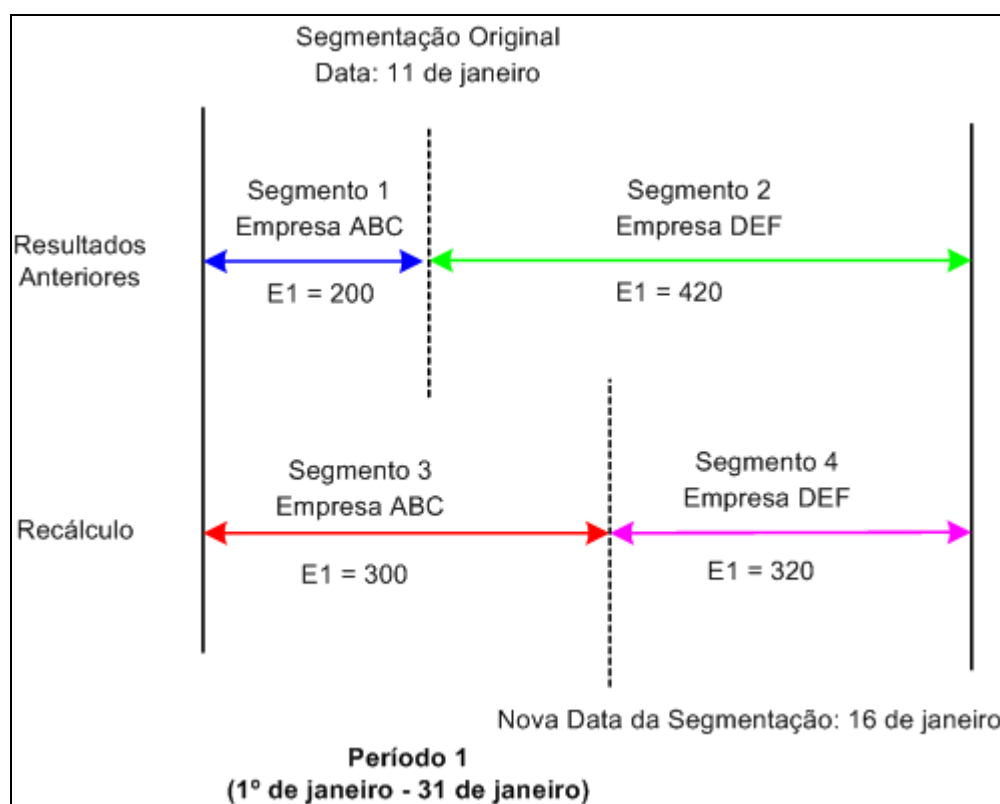 Segmentação Original
Data: 11 de janeiro
Segmento 1
Empresa ABC
Segmento 2
Empresa DEF
Resultados
Anteriores
E1 = 200
E1 = 420
Segmento 3
Empresa ABC
Segmento 4
Empresa DEF
Recálculo
E1 = 300
E1 = 320
Nova Data da Segmentação: 16 de janeiro
Período 1
(1º de janeiro - 31 de janeiro)